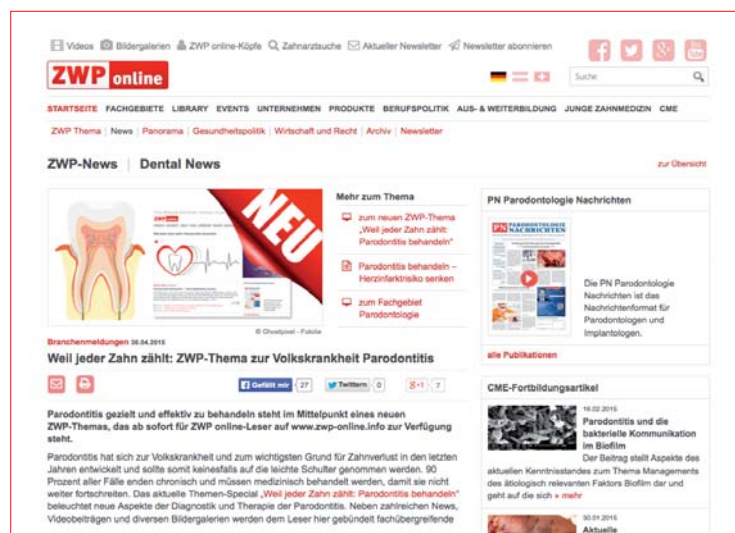 Videos Bildergalerien ZWP online-Köpfe Zahnarztsuche Aktueller Newsletter Newsletter abonnieren
ZWP online
Suche
STARTSEITE FACHGEBIETE LIBRARY EVENTS UNTERNEHMEN PRODUKTE BERUFSPOLITIK AUS- & WEITERBILDUNG JUNGE ZAHNMEDIZIN CME
ZWP Thema | News | Panorama | Gesundheitspolitik | Wirtschaft und Recht | Archiv | Newsletter
ZWP-News | Dental News
zur Übersicht
NEU
© Ghostpixel - Fotolia
Mehr zum Thema
zum neuen ZWP-Thema
„Weil jeder Zahn zählt:
Parodontitis behandeln"
Parodontitis behandeln –
Herzinfarktrisiko senken
zum Fachgebiet
Parodontologie
Branchenmeldungen 30.04.2015
Weil jeder Zahn zählt: ZWP-Thema zur Volkskrankheit Parodontitis
Gefällt mir 27 Twittern 0 g+1 7
Parodontitis gezielt und effektiv zu behandeln steht im Mittelpunkt eines neuen
ZWP-Themas, das ab sofort für ZWP online-Leser auf www.zwp-online.info zur Verfügung
steht.
Parodontitis hat sich zur Volkskrankheit und zum wichtigsten Grund für Zahnverlust in den letzten
Jahren entwickelt und sollte somit keinesfalls auf die leichte Schulter genommen werden. 90
Prozent aller Fälle enden chronisch und müssen medizinisch behandelt werden, damit sie nicht
weiter fortschreiten. Das aktuelle Themen-Special „Weil jeder Zahn zählt: Parodontitis behandeln"
beleuchtet neue Aspekte der Diagnostik und Therapie der Parodontitis. Neben zahlreichen News,
Videobeiträgen und diversen Bildergalerien werden dem Leser hier gebündelt fachübergreifende
PN Parodontologie Nachrichten
PN PARODONTOLOGIE
NACHRICHTEN
Die PN Parodontologie
Nachrichten ist das
Nachrichtenformat für
Parodontologen und
Implantologen.
alle Publikationen
CME-Fortbildungsartikel
16.02.2015
Parodontitis und die
bakterielle Kommunikation
im Biofilm
Der Beitrag stellt Aspekte des
aktuellen Kenntnisstandes zum Thema Managements
des ätiologisch relevanten Faktors Biofilm dar und
geht auf die sich » mehr
30.01.2015
Aktuelle